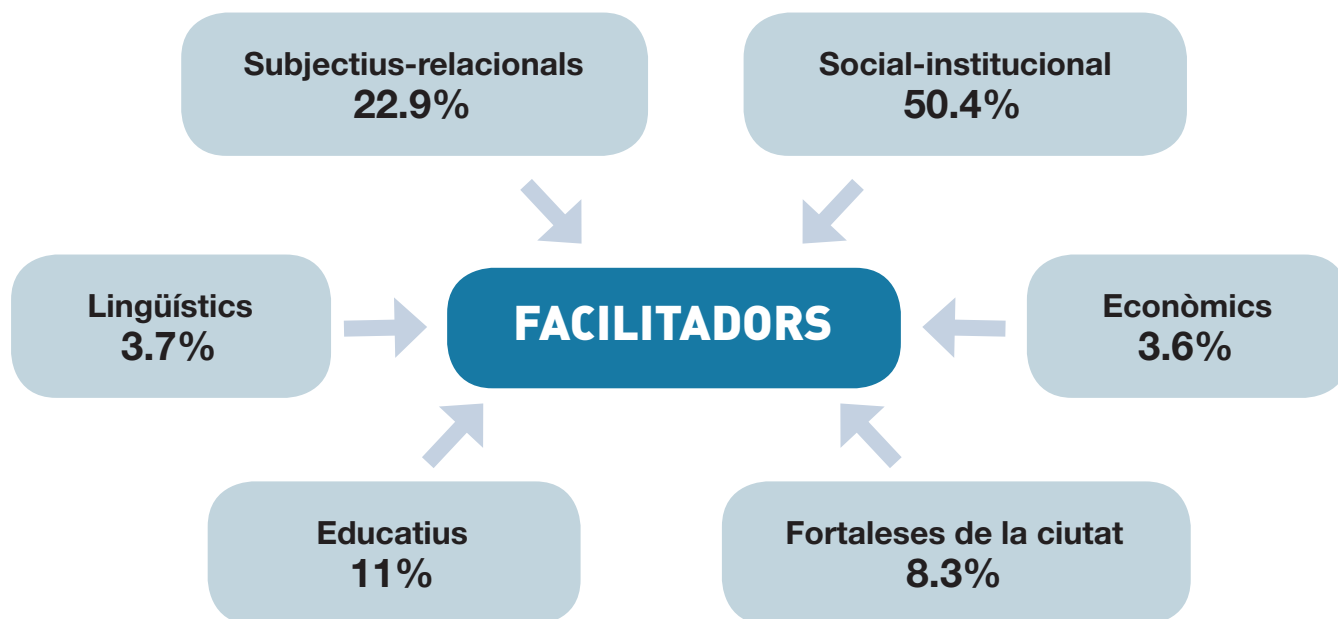 Subjectius-relacionals
22.9%
Social-institucional
50.4%
Lingüístics
3.7%
FACILITADORS
Econòmics
3.6%
Educatius
11%
Fortaleses de la ciutat
8.3%